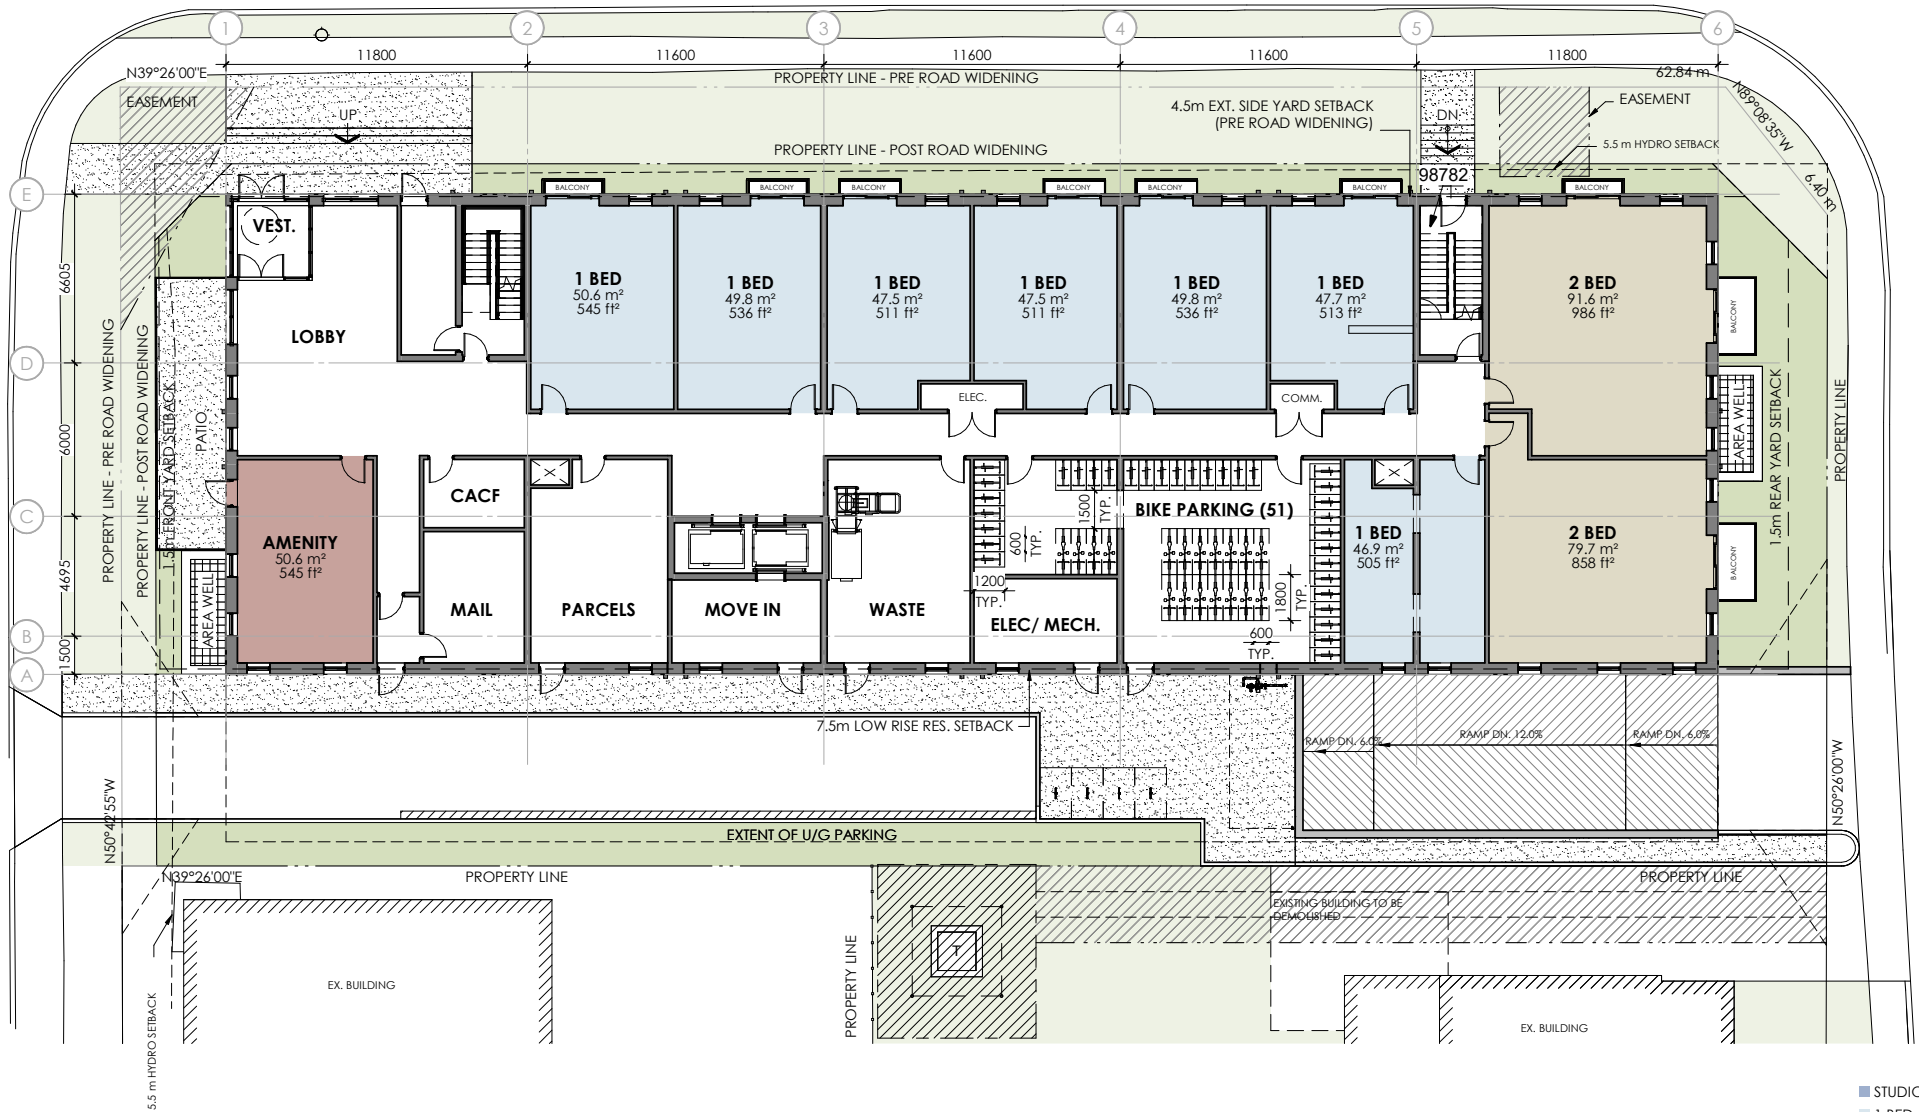 1
2
3
4
5
6
11800
11600
11600
11600
11800
N39°26'00"E
PROPERTY LINE - PRE ROAD WIDENING
62.84 m
EASEMENT
UP
4.5m EXT. SIDE YARD SETBACK
(PRE ROAD WIDENING)
DN
EASEMENT
N89°08'35"W
PROPERTY LINE - POST ROAD WIDENING
5.5 m HYDRO SETBACK
98782
6.40 m
E
BALCONY
BALCONY
BALCONY
BALCONY
BALCONY
BALCONY
BALCONY
VEST.
6605
1 BED
50.6 m²
545 ft²
1 BED
49.8 m²
536 ft²
1 BED
47.5 m²
511 ft²
1 BED
47.5 m²
511 ft²
1 BED
49.8 m²
536 ft²
1 BED
47.7 m²
513 ft²
2 BED
91.6 m²
986 ft²
BALCONY
LOBBY
D
PROPERTY LINE - PRE ROAD WIDENING
PROPERTY LINE - POST ROAD WIDENING
PATIO
ELEC.
COMM.
AREA WELL
1.5m REAR YARD SETBACK
PROPERTY LINE
6000
X
X
CACF
C
BIKE PARKING (51)
1500
TYP.
AMENITY
50.6 m²
545 ft²
600
TYP.
1 BED
46.9 m²
505 ft²
2 BED
79.7 m²
858 ft²
BALCONY
4695
AREA WELL
1200
TYP.
1800
TYP.
MAIL
PARCELS
MOVE IN
WASTE
ELEC/ MECH.
600
TYP.
B
1500
A
7.5m LOW RISE RES. SETBACK
RAMP DN. 6.0%
RAMP DN. 12.0%
RAMP DN. 6.0%
N50°42'55"W
N50°26'00"W
EXTENT OF U/G PARKING
N39°26'00"E
PROPERTY LINE
PROPERTY LINE
EXISTING BUILDING TO BE
DEMOLISHED
PROPERTY LINE
T
EX. BUILDING
EX. BUILDING
5.5 m HYDRO SETBACK
STUDIO